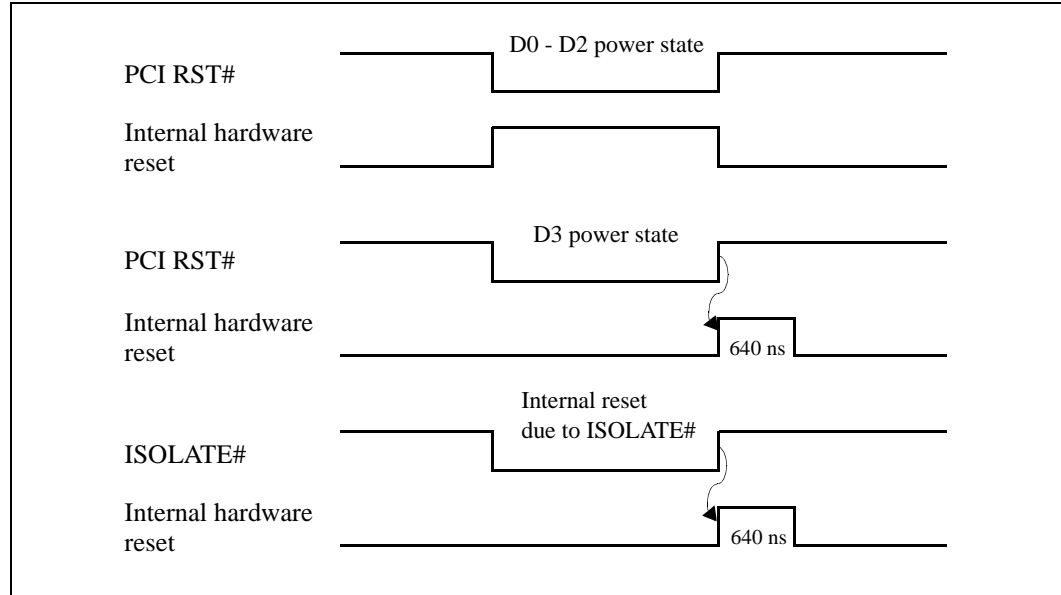 D0 - D2 power state
PCI RST#
Internal hardware
reset
D3 power state
PCI RST#
Internal hardware
reset
640 ns
Internal reset
due to ISOLATE#
ISOLATE#
Internal hardware
reset
640 ns